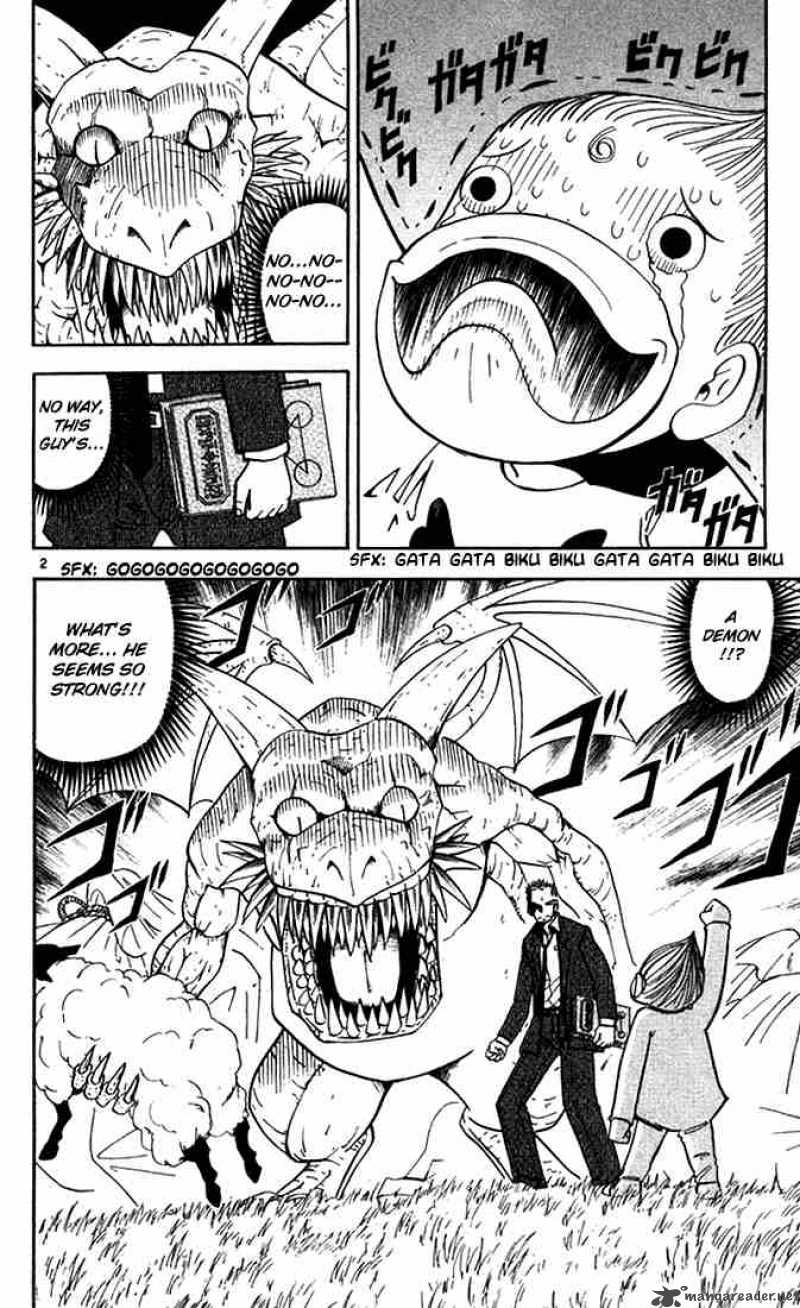 ビクビク
ガタガタ
ビク
ビク
ガタ
ガタ
SFX: GATA GATA BIKU BIKU GATA GATA BIKU BIKU
NO...NO-
NO-NO--
NO-NO...
NO WAY,
THIS
GUY'S...
2
SFX: GOGOGOGOGOGOGOGO
A
DEMON
!!?
WHAT'S
MORE... HE
SEEMS SO
STRONG!!!
ゴゴゴゴ
ゴゴ
ゴゴ
mangareader.net